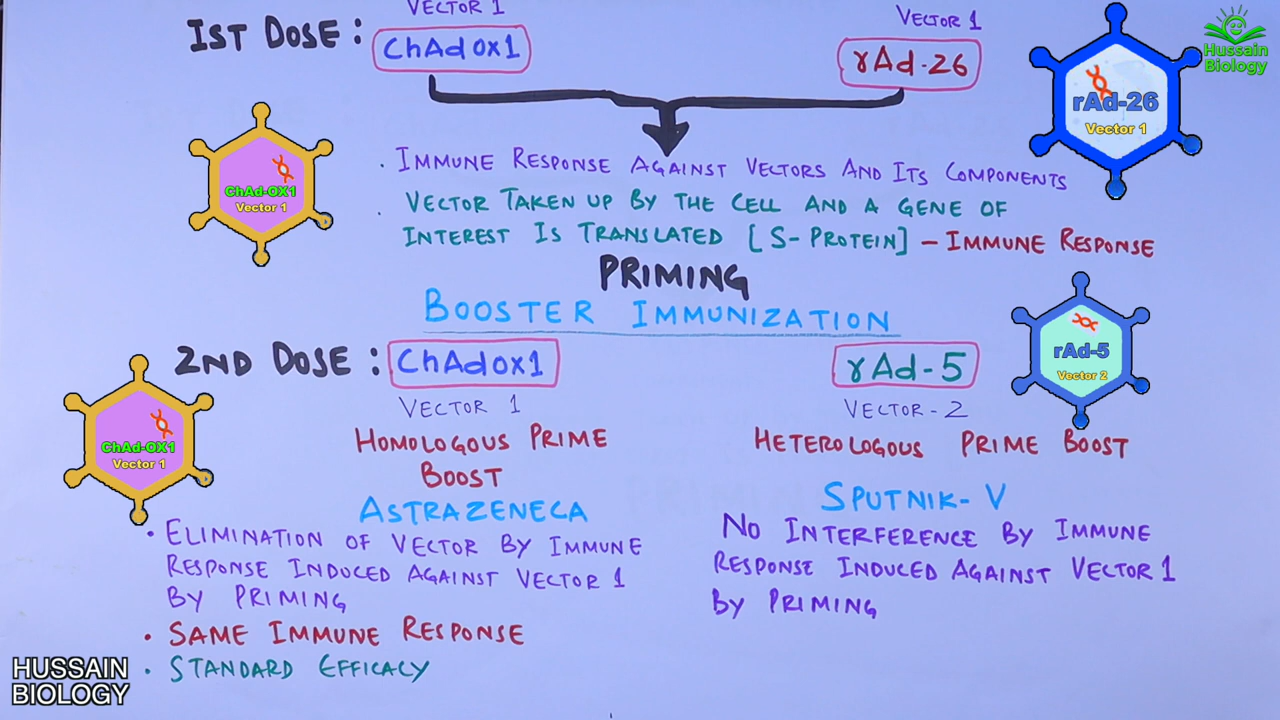 VECTOR 1
VECTOR 1
1ST DOSE :
ChAdOx1
rAd-26
Hussain
Biology
rAd-26
Vector 1
ChAd-OX1
Vector 1
. IMMUNE RESPONSE AGAINST VECTORS AND ITS COMPONENTS
. VECTOR TAKEN UP BY THE CELL AND A GENE OF
INTEREST IS TRANSLATED [S-PROTEIN] - IMMUNE RESPONSE
PRIMING
BOOSTER IMMUNIZATION
2ND DOSE :
ChAdOx1
rAd-5
rAd-5
Vector 2
VECTOR 1
VECTOR-2
ChAd-OX1
Vector 1
HOMOLOGOUS PRIME
BOOST
HETEROLOGOUS PRIME BOOST
ASTRAZENECA
SPUTNIK-V
• ELIMINATION OF VECTOR BY IMMUNE
RESPONSE INDUCED AGAINST VECTOR 1
BY PRIMING
• SAME IMMUNE RESPONSE
• STANDARD EFFICACY
NO INTERFERENCE BY IMMUNE
RESPONSE INDUCED AGAINST VECTOR 1
BY PRIMING
HUSSAIN
BIOLOGY